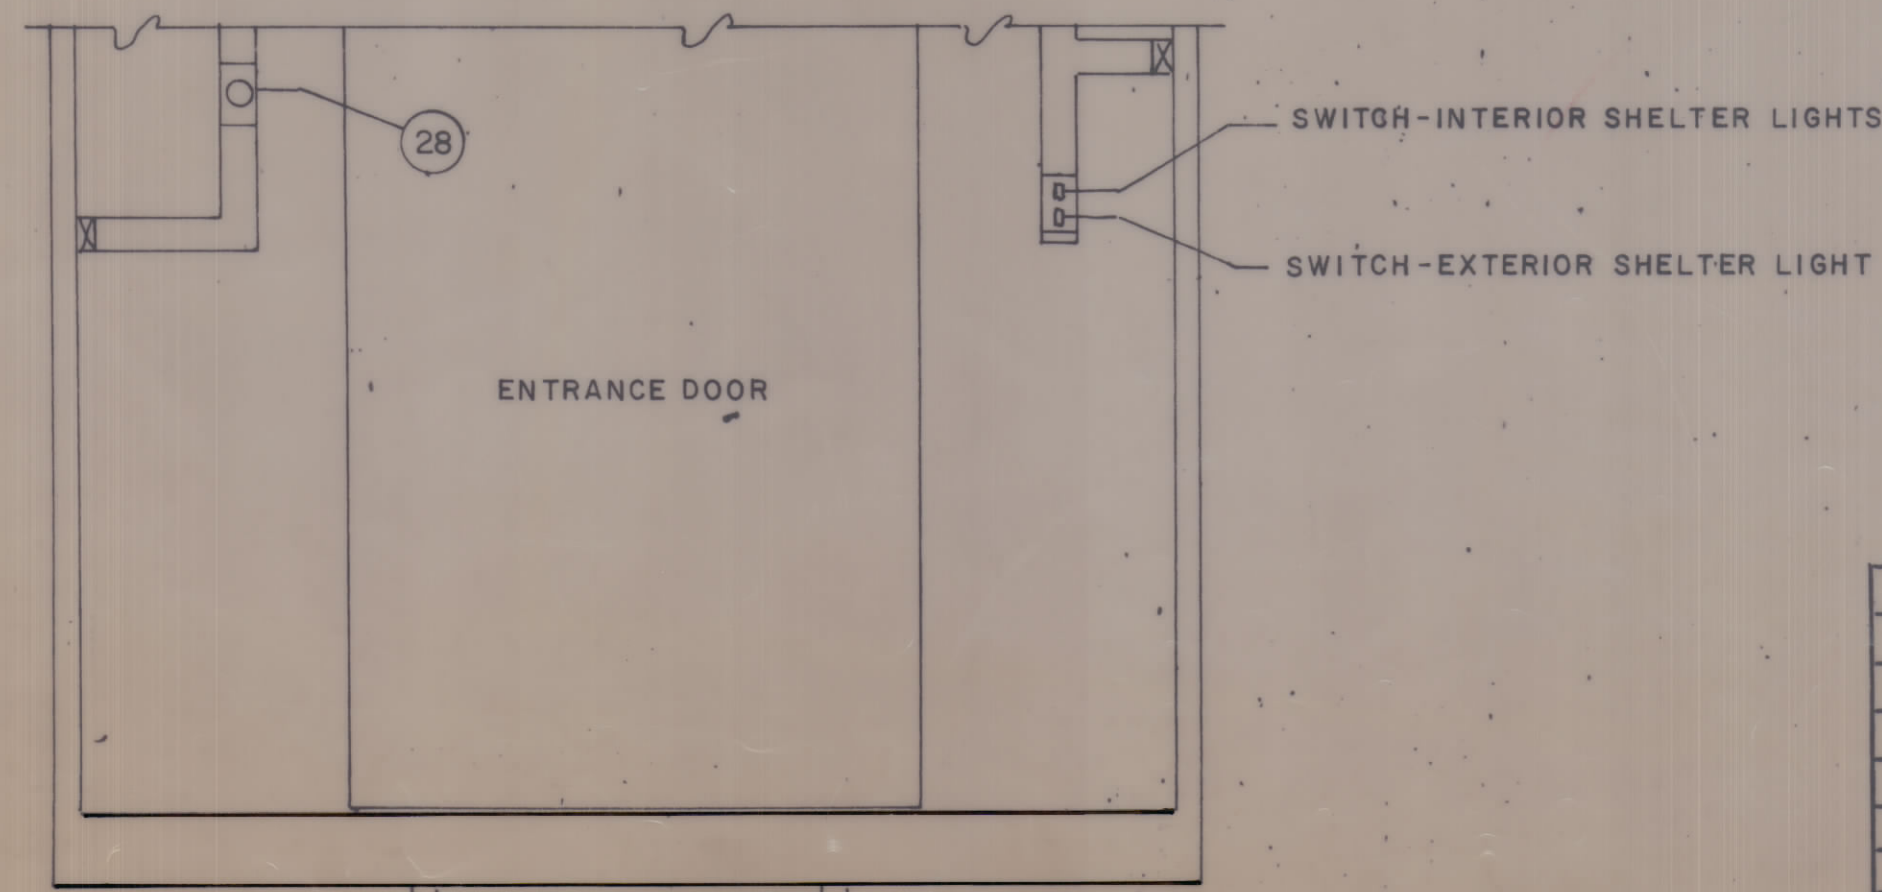 SWITCH-INTERIOR SHELTER LIGHTS
28
SWITCH-EXTERIOR SHELTER LIGHT
ENTRANCE DOOR